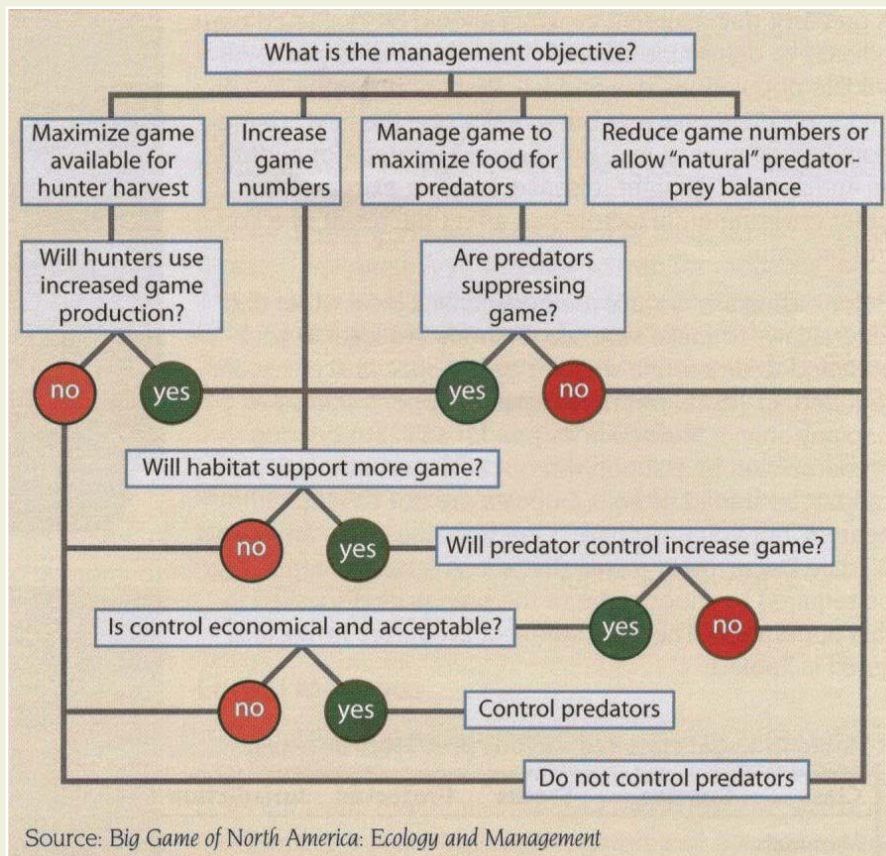 What is the management objective?
Maximize game
available for
hunter harvest
Increase
game
numbers
Manage game to
maximize food for
predators
Reduce game numbers or
allow “natural” predator-
prey balance
Will hunters use
increased game
production?
Are predators
suppressing
game?
no
yes
yes
no
Will habitat support more game?
no
yes
Will predator control increase game?
yes
no
Is control economical and acceptable?
no
yes
Control predators
Do not control predators
Source: Big Game of North America: Ecology and Management